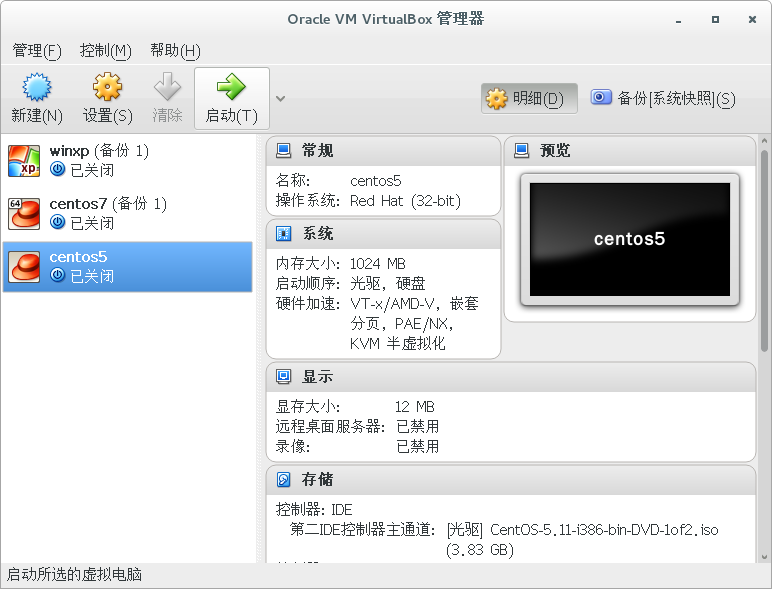 Oracle VM VirtualBox 管理器
管理(F) 控制(M) 帮助(H)
新建(N) 设置(S) 清除 启动(T) 明细(D) 备份[系统快照](S)
winxp (备份 1)
xp
已关闭
centos7 (备份 1)
64
已关闭
centos5
已关闭
常规
名称: centos5
操作系统: Red Hat (32-bit)
预览
centos5
系统
内存大小: 1024 MB
启动顺序: 光驱, 硬盘
硬件加速: VT-x/AMD-V, 嵌套
分页, PAE/NX,
KVM 半虚拟化
显示
显存大小: 12 MB
远程桌面服务器: 已禁用
录像: 已禁用
存储
控制器: IDE
第二IDE控制器主通道: [光驱] CentOS-5.11-i386-bin-DVD-1of2.iso
(3.83 GB)
启动所选的虚拟电脑